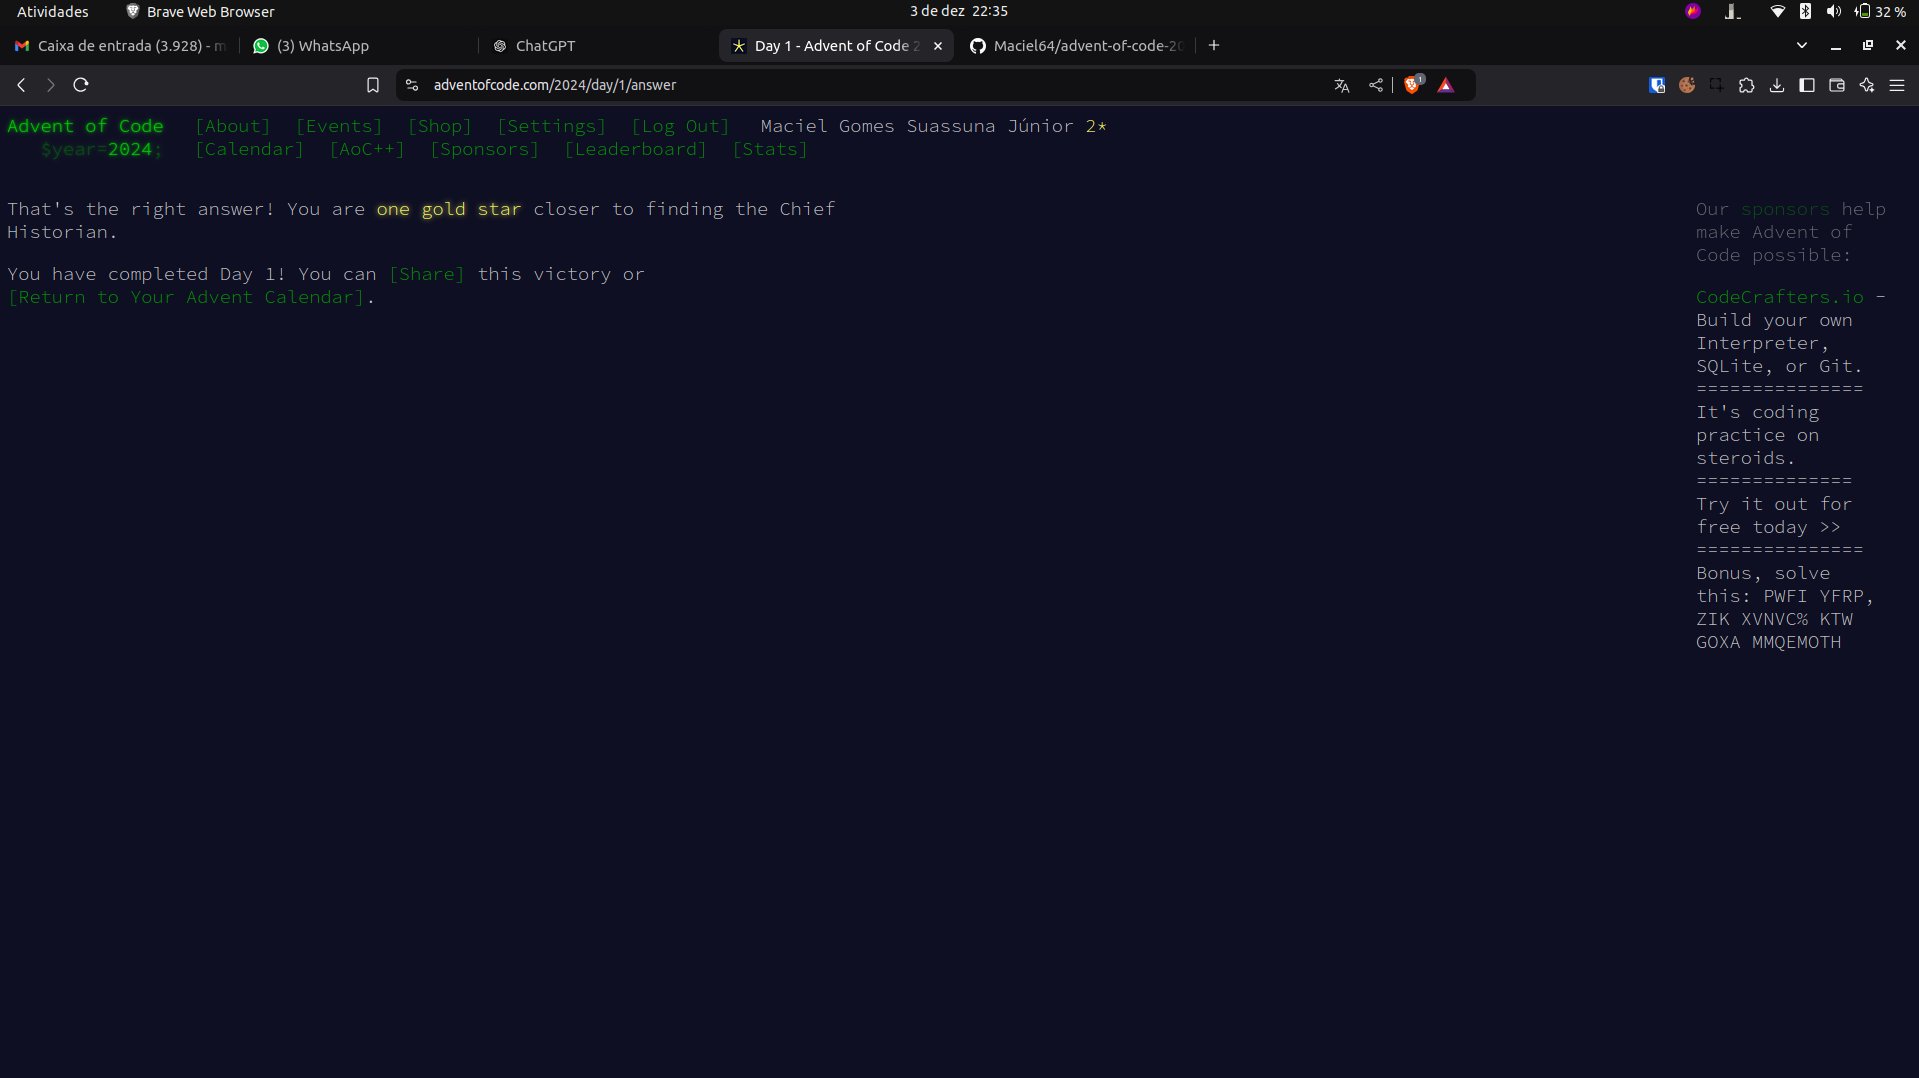 Atividades Brave Web Browser 3 de dez 22:35 32 %
Caixa de entrada (3.928) - m (3) WhatsApp ChatGPT Day 1 - Advent of Code 2 Maciel64/advent-of-code-20
adventofcode.com/2024/day/1/answer 1
Advent of Code [About] [Events] [Shop] [Settings] [Log Out] Maciel Gomes Suassuna Júnior 2*
$year=2024; [Calendar] [AoC++] [Sponsors] [Leaderboard] [Stats]
That's the right answer! You are one gold star closer to finding the Chief
Historian.
You have completed Day 1! You can [Share] this victory or
[Return to Your Advent Calendar].
Our sponsors help
make Advent of
Code possible:
CodeCrafters.io -
Build your own
Interpreter,
SQLite, or Git.
===============
It's coding
practice on
steroids.
==============
Try it out for
free today >>
===============
Bonus, solve
this: PWFI YFRP,
ZIK XVNVC% KTW
GOXA MMQEMOTH